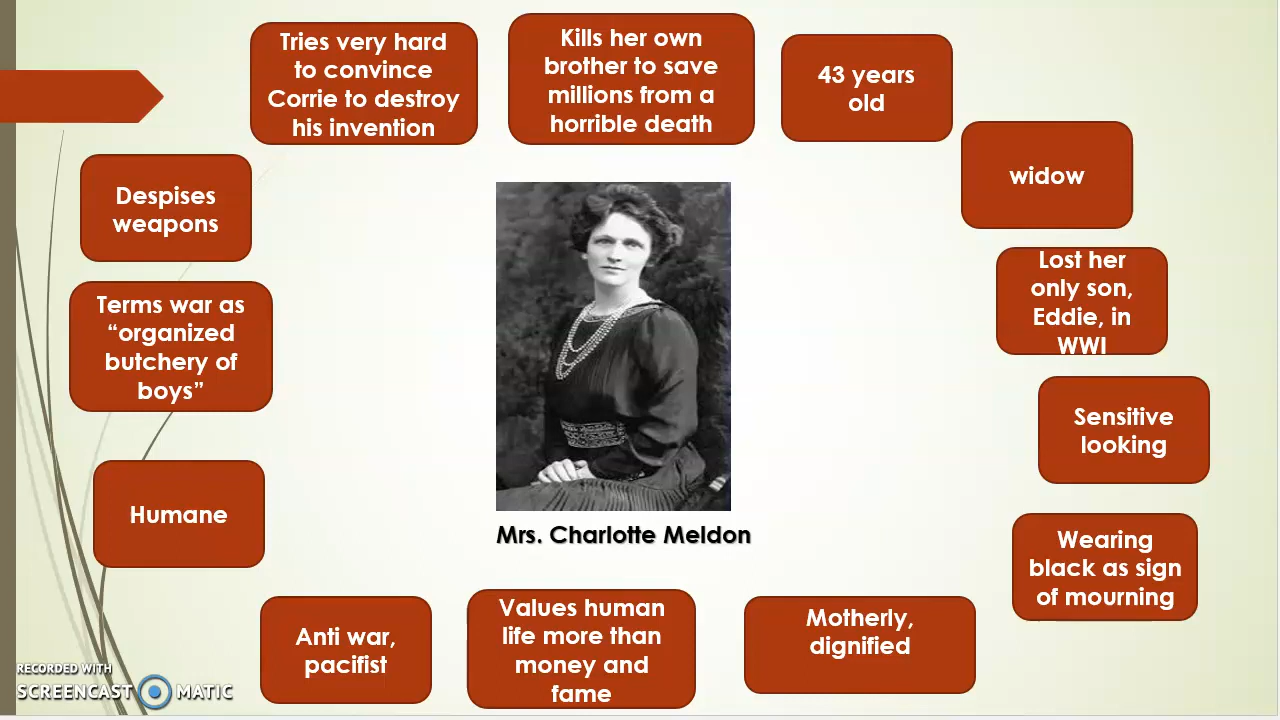 Tries very hard
to convince
Corrie to destroy
his invention
Kills her own
brother to save
millions from a
horrible death
43 years
old
widow
Despises
weapons
Lost her
only son,
Eddie, in
WWI
Terms war as
“organized
butchery of
boys”
Sensitive
looking
Humane
Mrs. Charlotte Meldon
Wearing
black as sign
of mourning
Anti war,
pacifist
Values human
life more than
money and
fame
Motherly,
dignified
RECORDED WITH
SCREENCAST MATIC